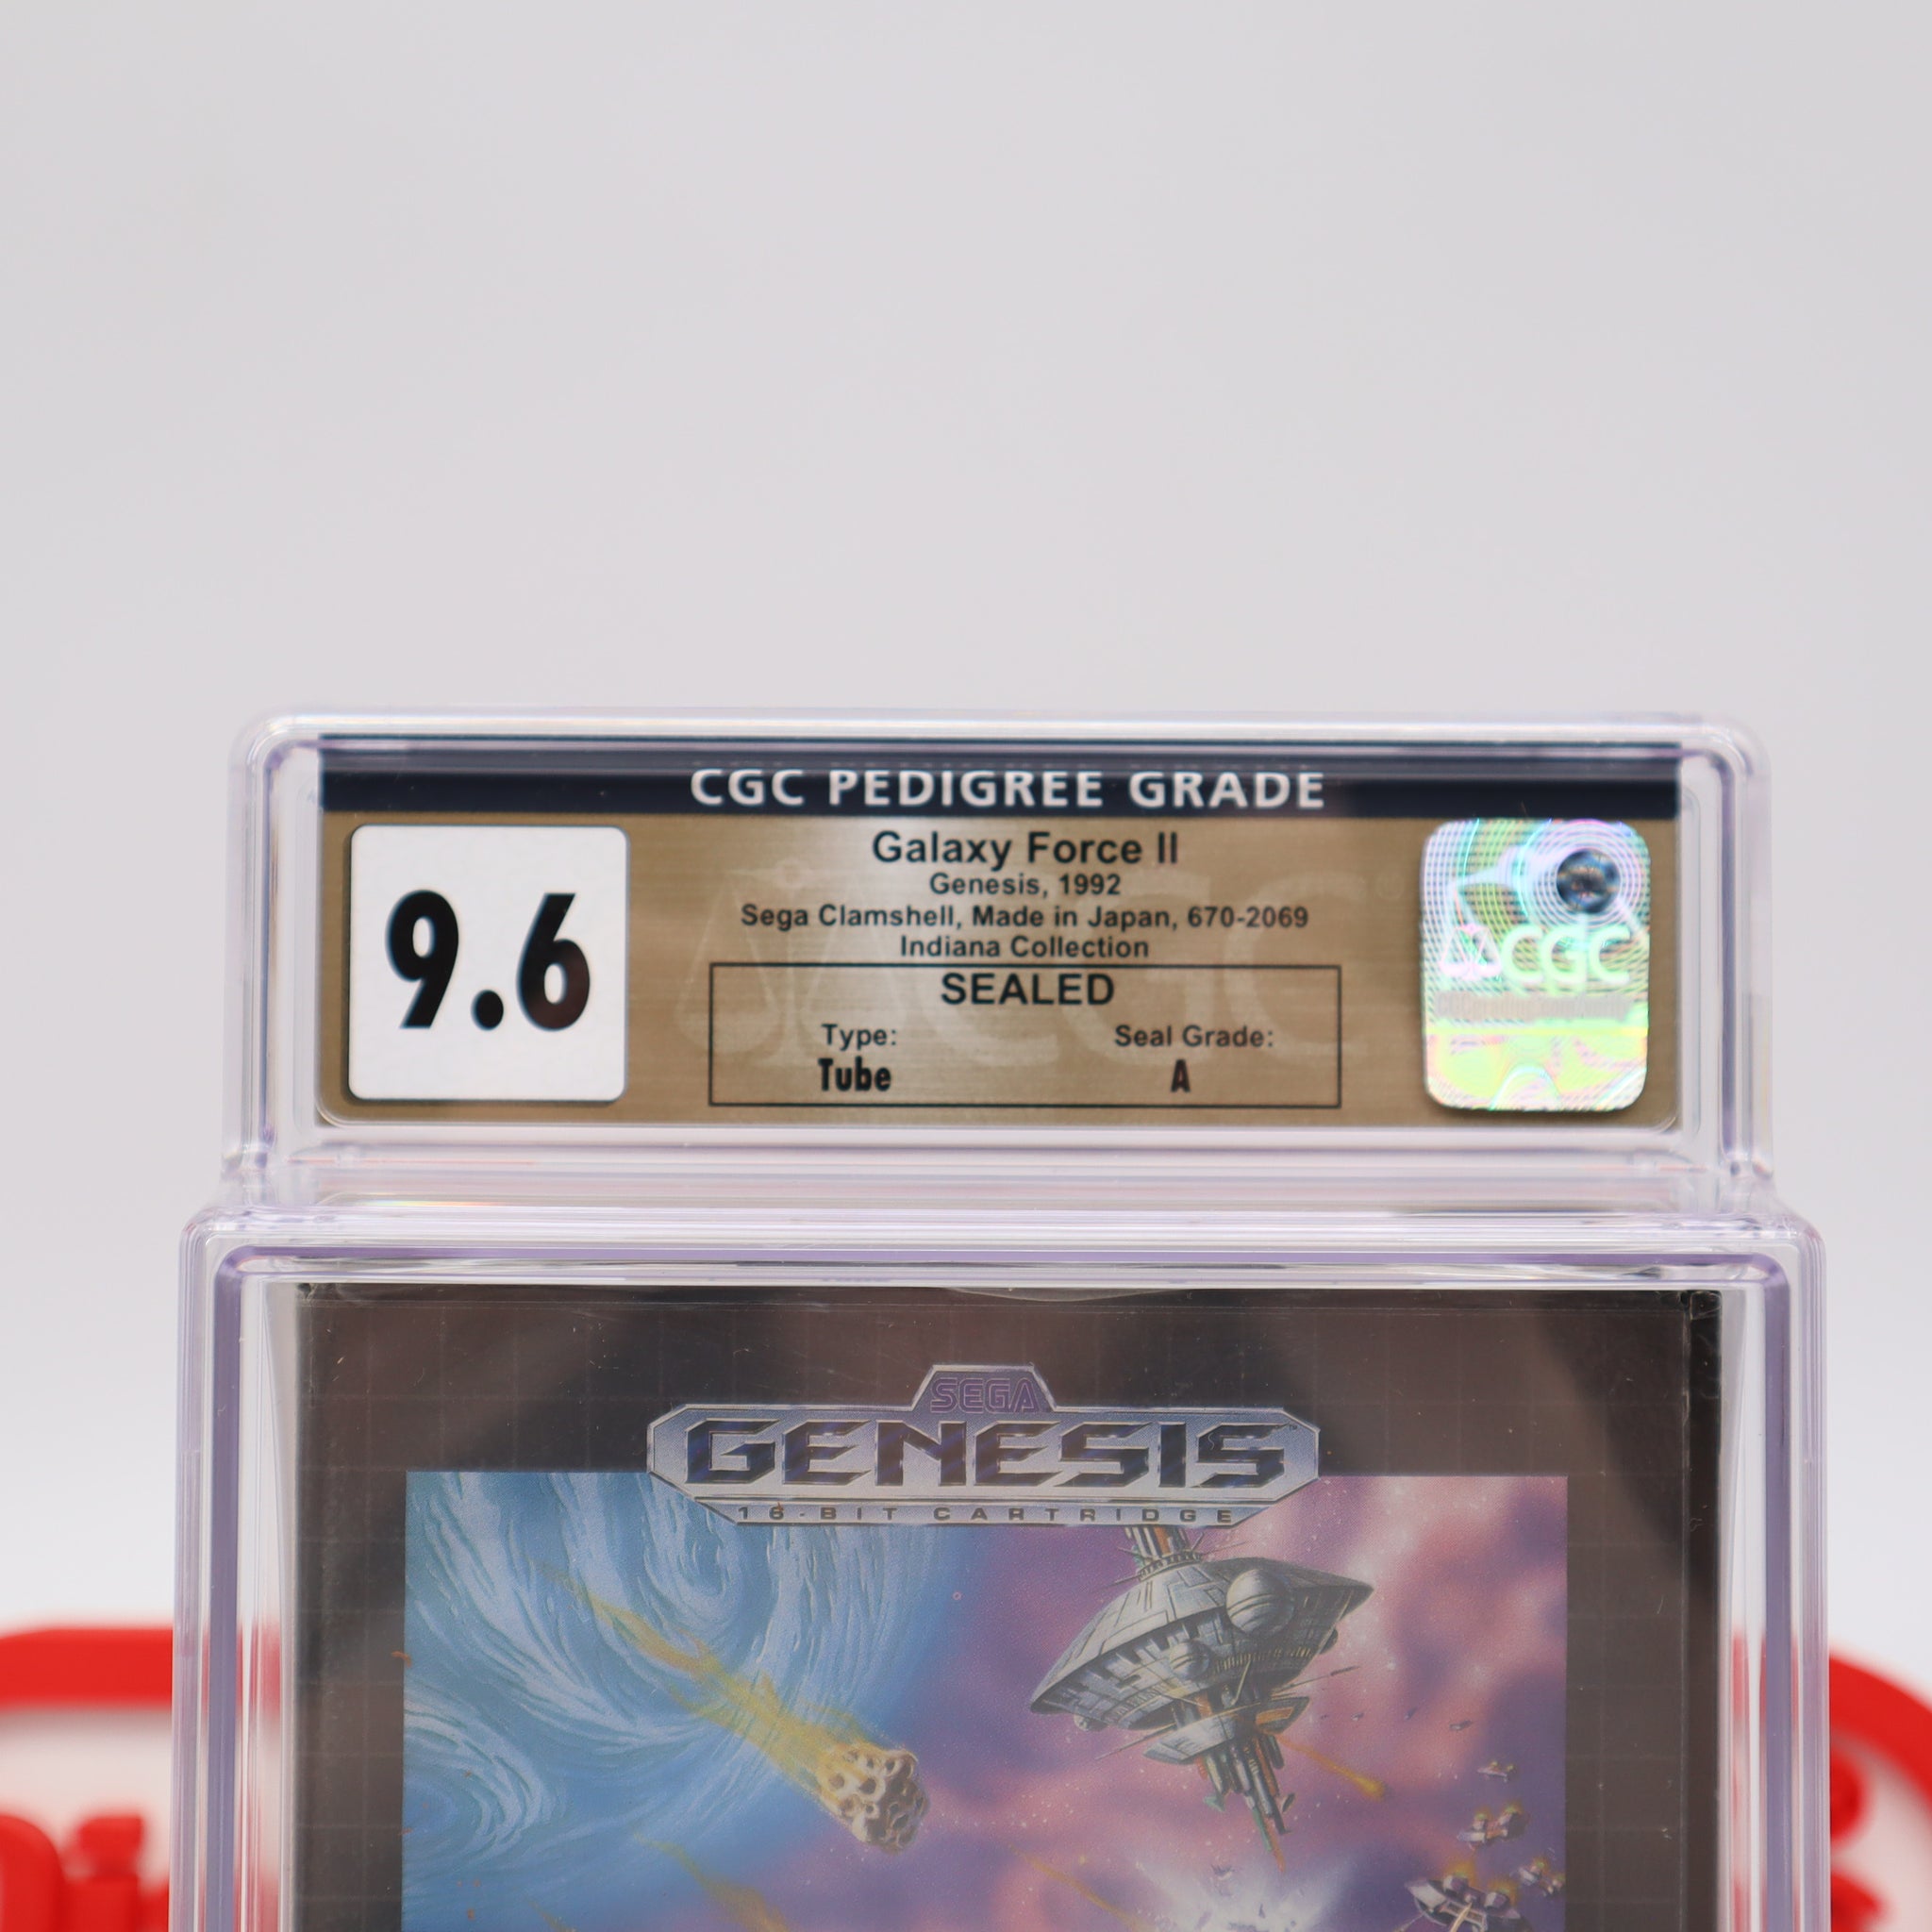 CGC PEDIGREE GRADE
9.6
Galaxy Force II
Genesis, 1992
Sega Clamshell, Made in Japan, 670-2069
Indiana Collection
SEALED
Type:
Seal Grade:
Tube
A
CGC
SEGA
GENESIS
16-BIT CARTRIDGE